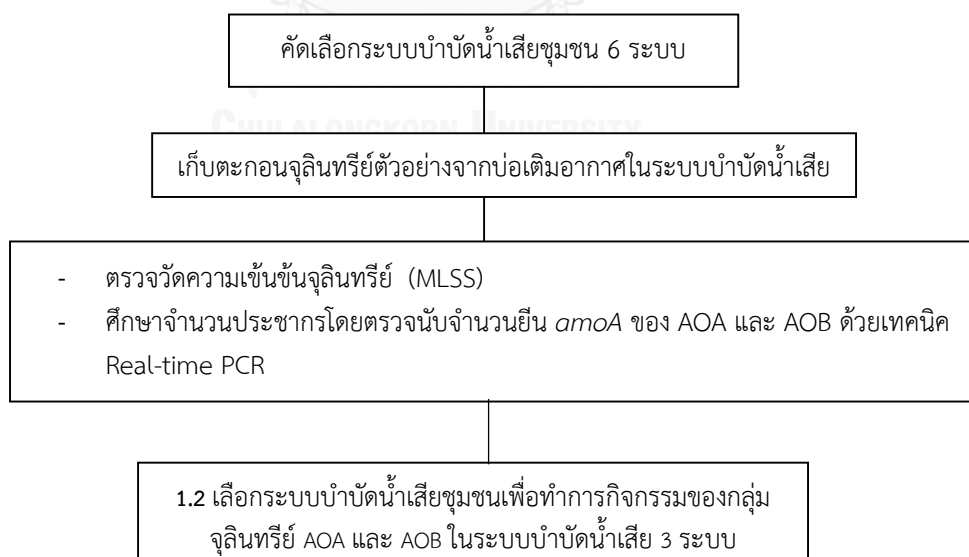 คัดเลือกระบบบำบัดน้ำเสียชุมชน 6 ระบบ
CHULALONGKORN UNIVERSITY
เก็บตะกอนจุลินทรีย์ตัวอย่างจากบ่อเติมอากาศในระบบบำบัดน้ำเสีย
- ตรวจวัดความเข้มข้นจุลินทรีย์ (MLSS)
- ศึกษาจำนวนประชากรโดยตรวจนับจำนวนยีน amoA ของ AOA และ AOB ด้วยเทคนิค
Real-time PCR
1.2 เลือกระบบบำบัดน้ำเสียชุมชนเพื่อทำการกิจกรรมของกลุ่ม
จุลินทรีย์ AOA และ AOB ในระบบบำบัดน้ำเสีย 3 ระบบ